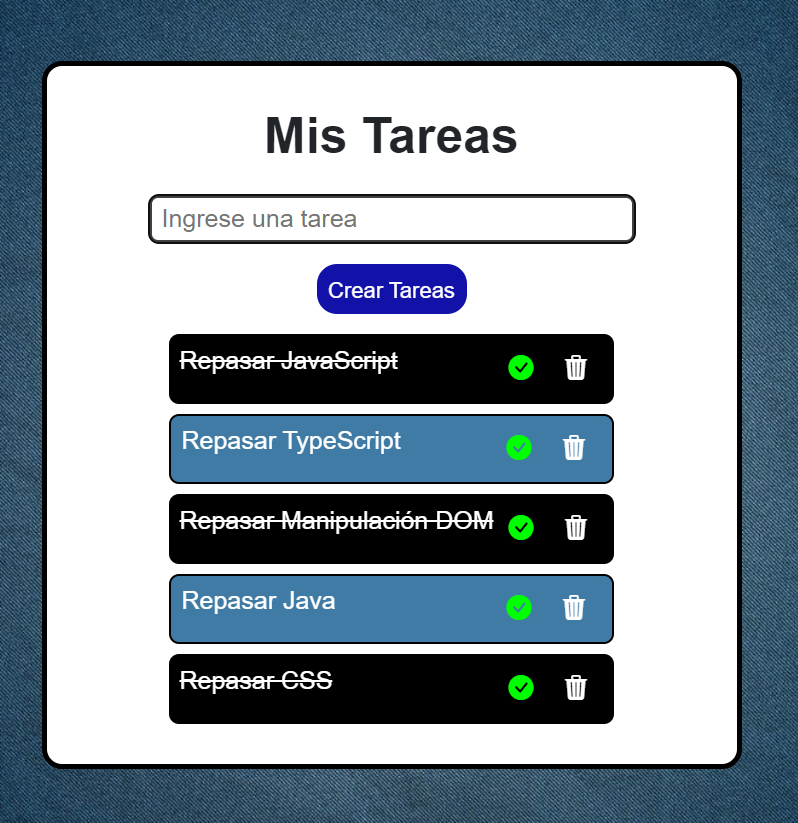 Mis Tareas
Ingrese una tarea
Crear Tareas
Repasar JavaScript
Repasar TypeScript
Repasar Manipulación DOM
Repasar Java
Repasar CSS